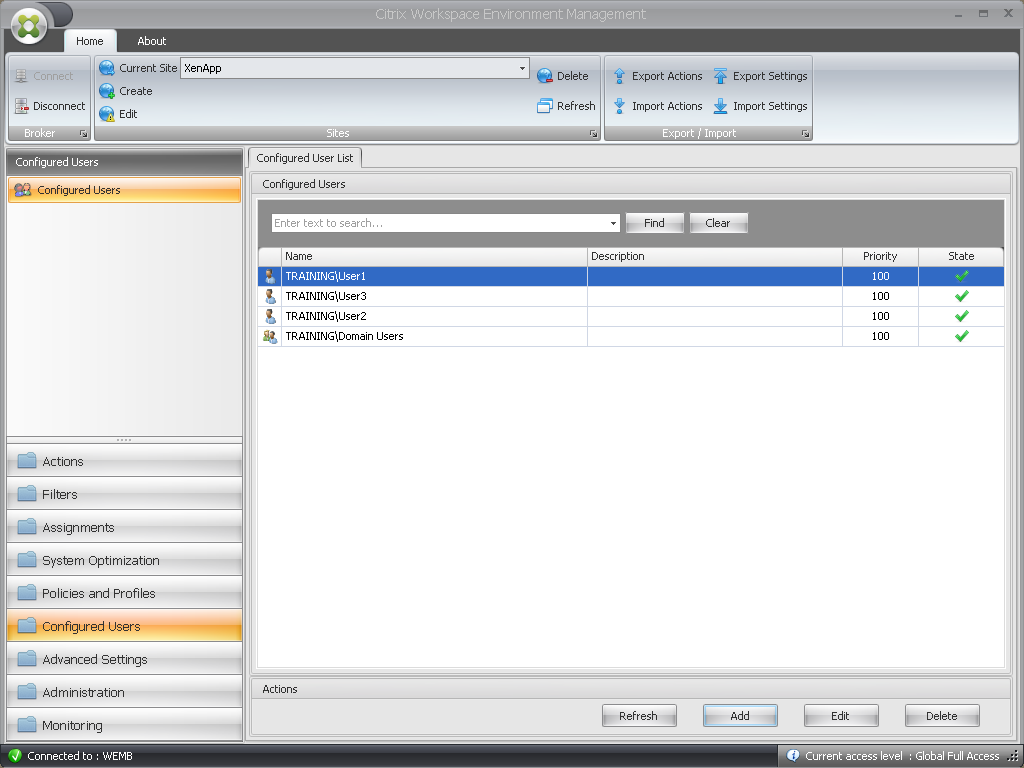 Citrix Workspace Environment Management
Home About
Connect
Disconnect
Broker
Current Site XenApp
Create
Edit
Delete
Refresh
Sites
Export Actions Export Settings
Import Actions Import Settings
Export / Import
Configured Users
Configured Users
Actions
Filters
Assignments
System Optimization
Policies and Profiles
Configured Users
Advanced Settings
Administration
Monitoring
Configured User List
Configured Users
Enter text to search... Find Clear
Name Description Priority State
TRAINING\User1 100
TRAINING\User3 100
TRAINING\User2 100
TRAINING\Domain Users 100
Actions
Refresh Add Edit Delete
Connected to : WEMB
Current access level : Global Full Access